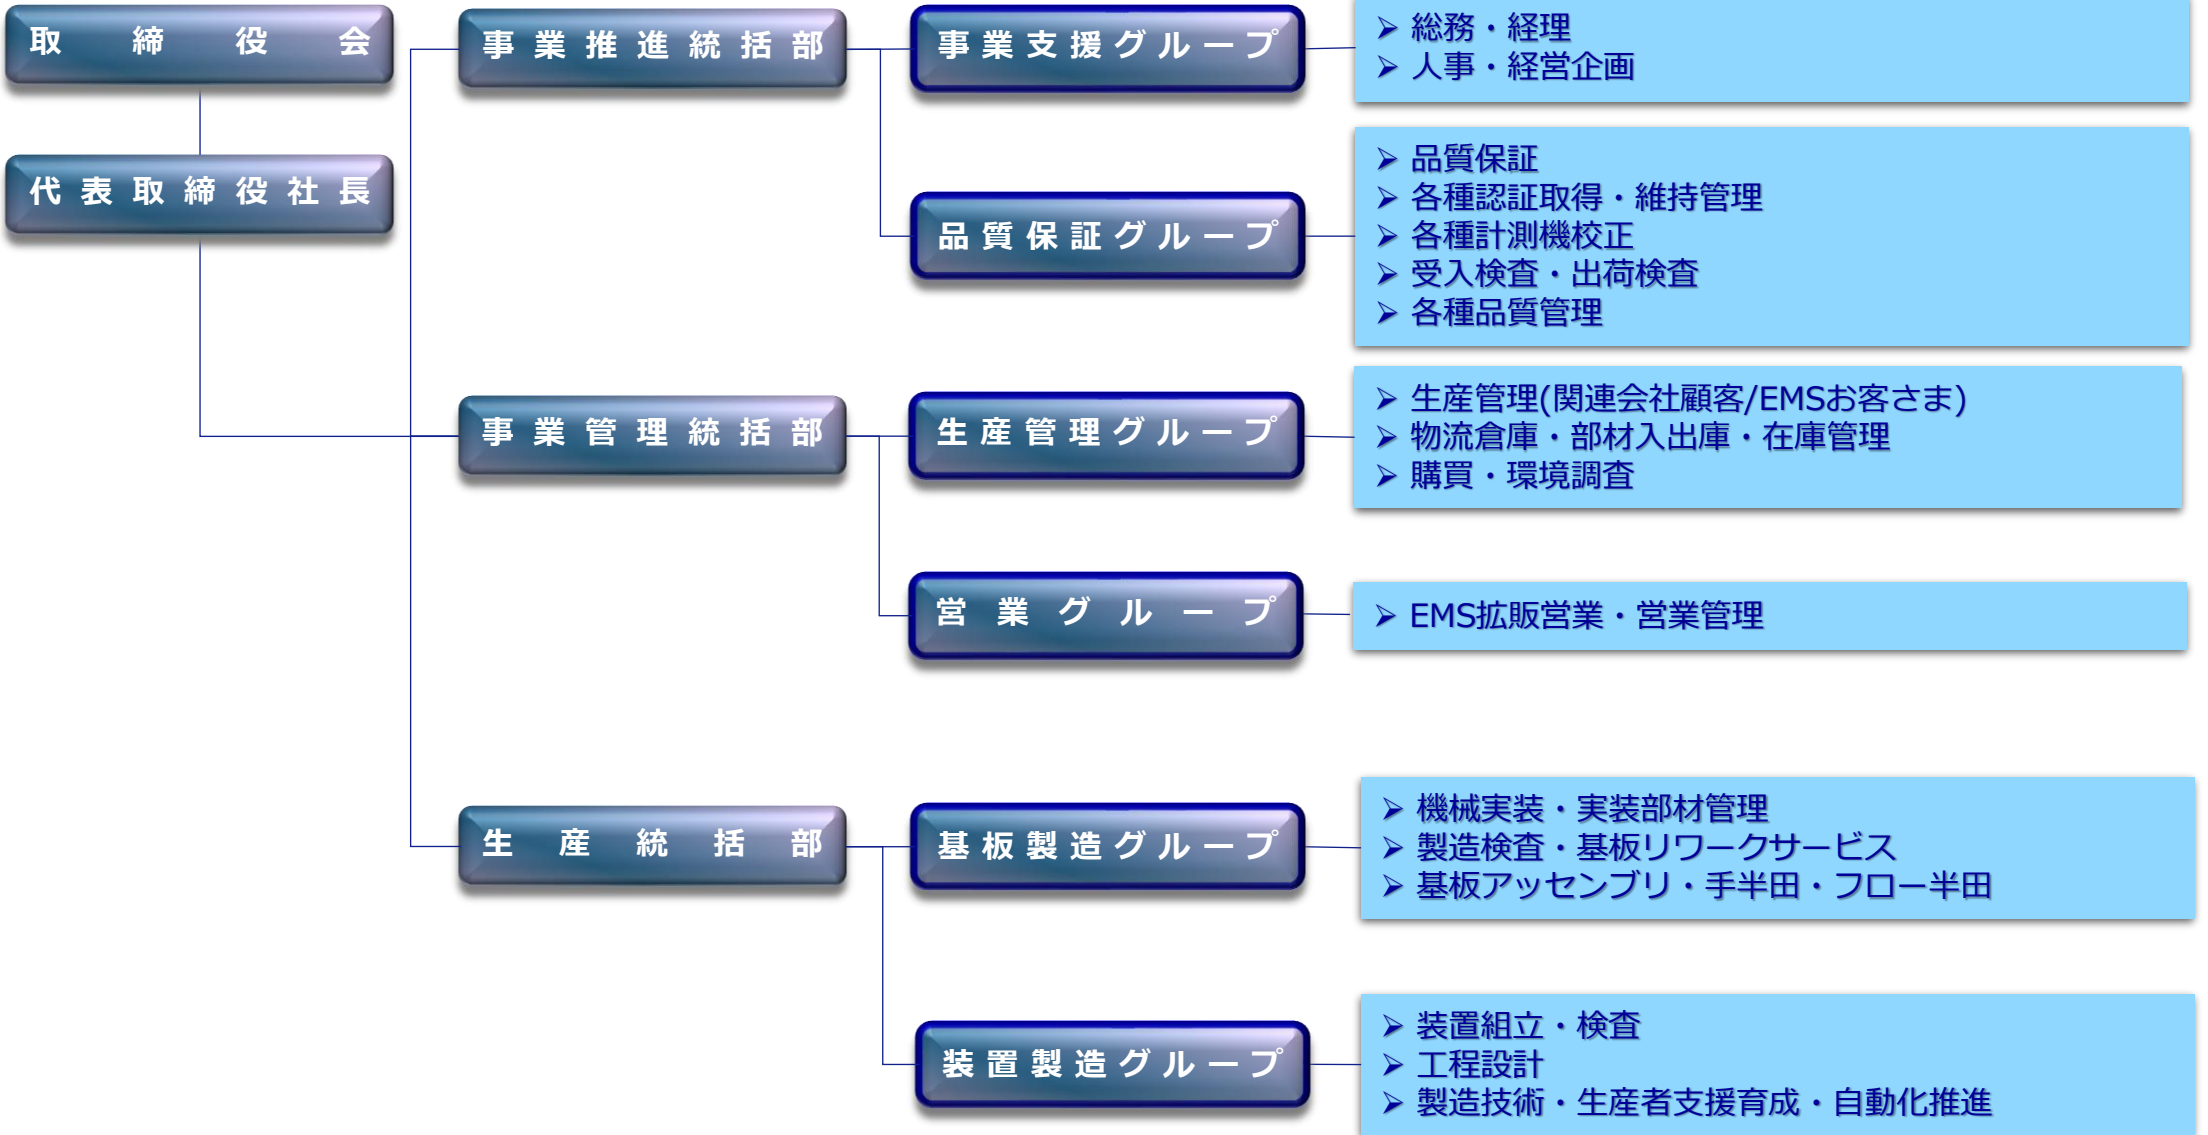 取締役会
代表取締役社長
事業推進統括部
事業支援グループ
➢ 総務・経理
➢ 人事・経営企画
品質保証グループ
➢ 品質保証
➢ 各種認証取得・維持管理
➢ 各種計測機校正
➢ 受入検査・出荷検査
➢ 各種品質管理
事業管理統括部
生産管理グループ
➢ 生産管理(関連会社顧客/EMSお客さま)
➢ 物流倉庫・部材入出庫・在庫管理
➢ 購買・環境調査
営業グループ
➢ EMS拡販営業・営業管理
生産統括部
基板製造グループ
➢ 機械実装・実装部材管理
➢ 製造検査・基板リワークサービス
➢ 基板アッセンブリ・手半田・フロー半田
装置製造グループ
➢ 装置組立・検査
➢ 工程設計
➢ 製造技術・生産者支援育成・自動化推進